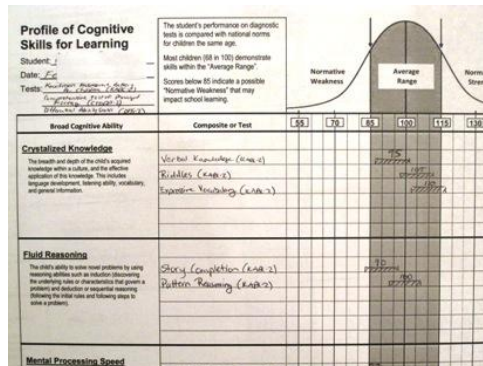 Profile of Cognitive
Skills for Learning
Student:
Date:
Tests:
The student's performance on diagnostic
tests is compared with national norms
for children the same age.
Most children (68 in 100) demonstrate
skills within the "Average Range".
Scores below 85 indicate a possible
"Normative Weakness" that may
impact school learning.
Normative
Weakness
Average
Range
Broad Cognitive Ability
Composite or Test
55 70 85 100 115 130
Crystalized Knowledge
The breadth and depth of the child's acquired
knowledge within a culture, and the effective
application of this knowledge. This includes
language development, listening ability, vocabulary,
and general information.
Verbal Knowledge (KABC-2)
95
Riddles (KABC-2)
105
Expressive Vocabulary (KABC-2)
110
Fluid Reasoning
The child's ability to solve novel problems by using
reasoning abilities such as induction (discovering
the underlying rules or characteristics that govern a
problem) and deduction or sequential reasoning
(following the initial rules and following steps to
solve a problem).
Story Completion (KABC-2)
90
Pattern Reasoning (KABC-2)
100
Mental Processing Speed